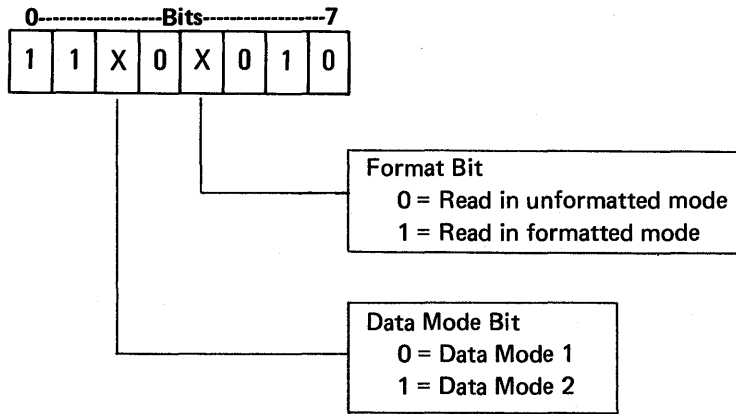 0-------------------Bits-------------------7
1 1 X 0 X 0 1 0
Format Bit
0 = Read in unformatted mode
1 = Read in formatted mode
Data Mode Bit
0 = Data Mode 1
1 = Data Mode 2